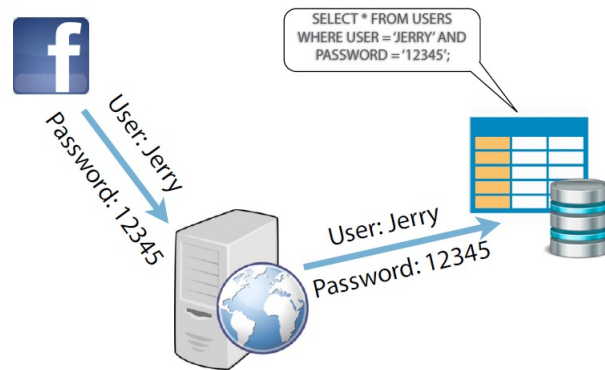 SELECT * FROM USERS
WHERE USER = 'JERRY' AND
PASSWORD = '12345';
f
User: Jerry
Password: 12345
User: Jerry
Password: 12345